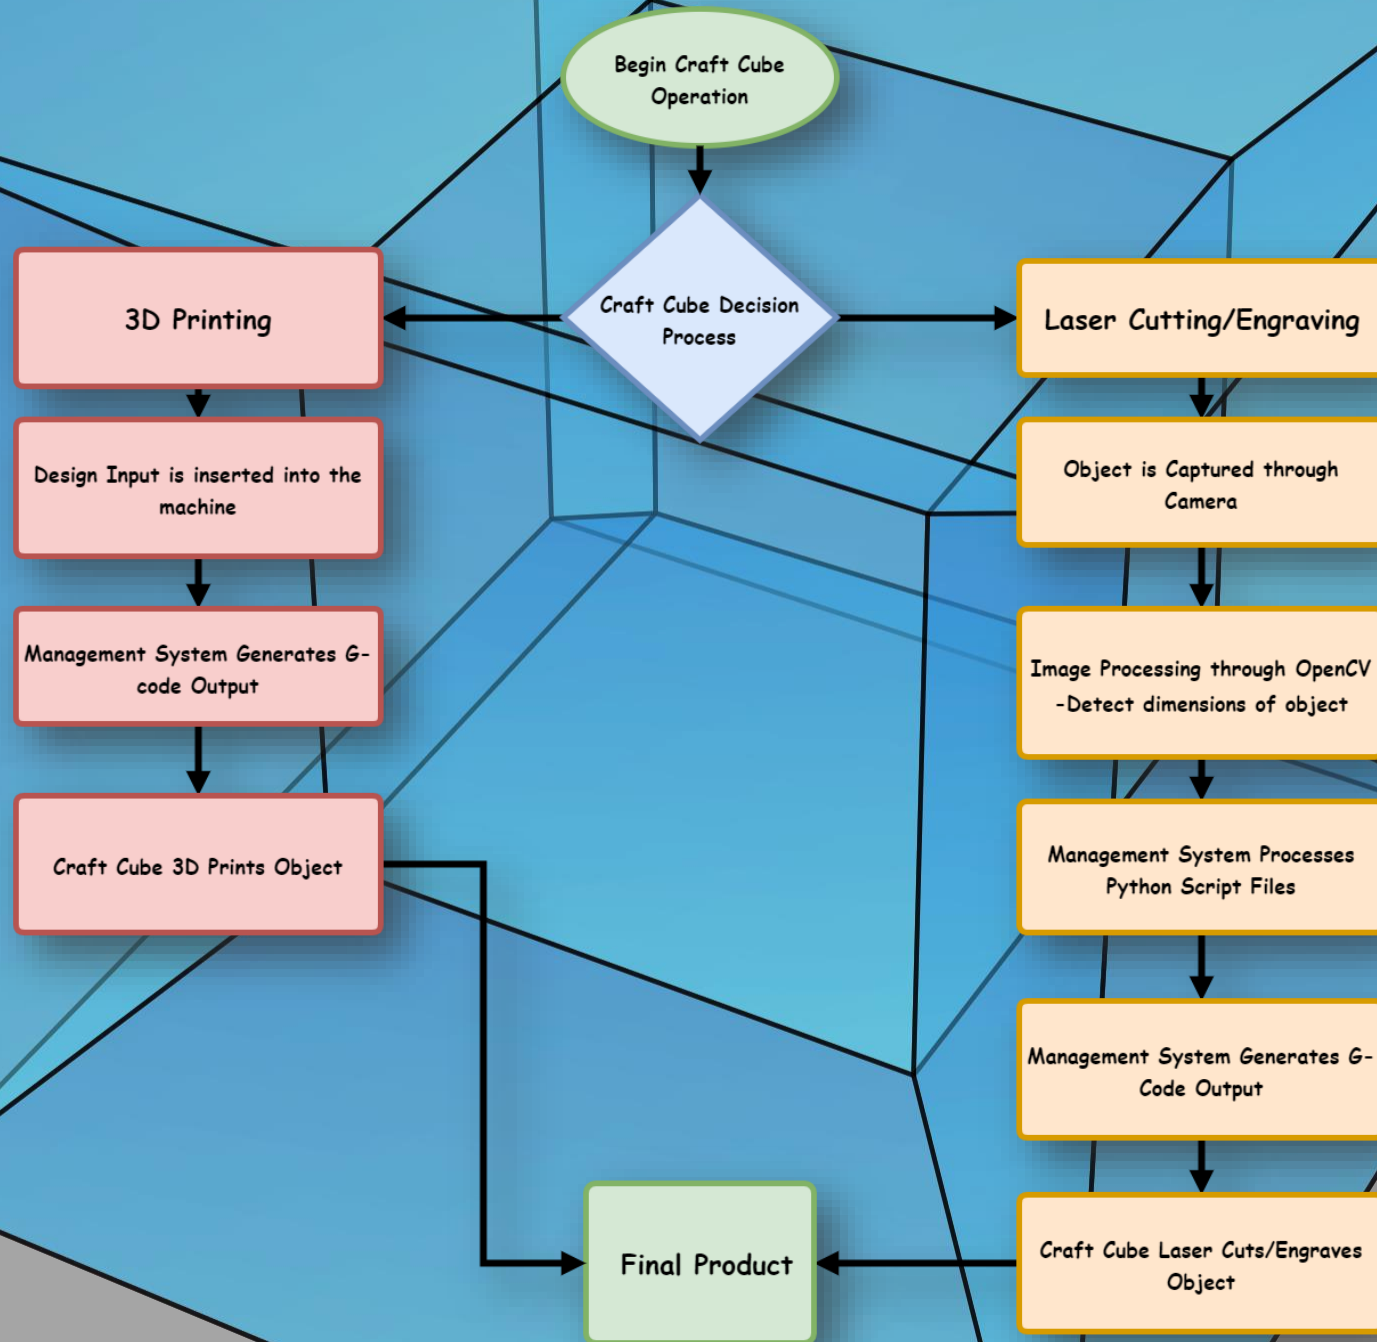 Begin Craft Cube
Operation
Craft Cube Decision
Process
3D Printing
Design Input is inserted into the
machine
Management System Generates G-
code Output
Craft Cube 3D Prints Object
Laser Cutting/Engraving
Object is Captured through
Camera
Image Processing through OpenCV
-Detect dimensions of object
Management System Processes
Python Script Files
Management System Generates G-
Code Output
Craft Cube Laser Cuts/Engraves
Object
Final Product